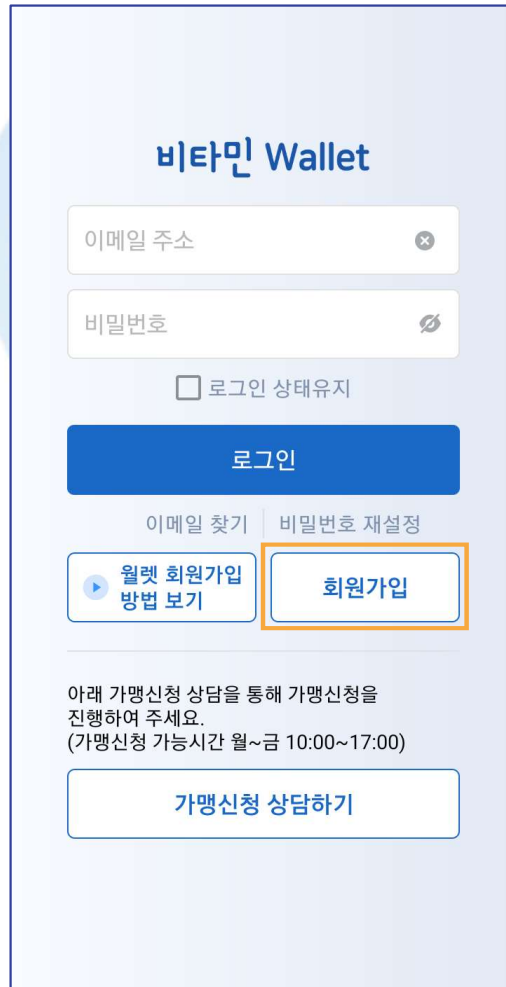 비타민 Wallet
이메일 주소
비밀번호
로그인 상태유지
로그인
이메일 찾기
비밀번호 재설정
월렛 회원가입
방법 보기
회원가입
아래 가맹신청 상담을 통해 가맹신청을
진행하여 주세요.
(가맹신청 가능시간 월~금 10:00~17:00)
가맹신청 상담하기